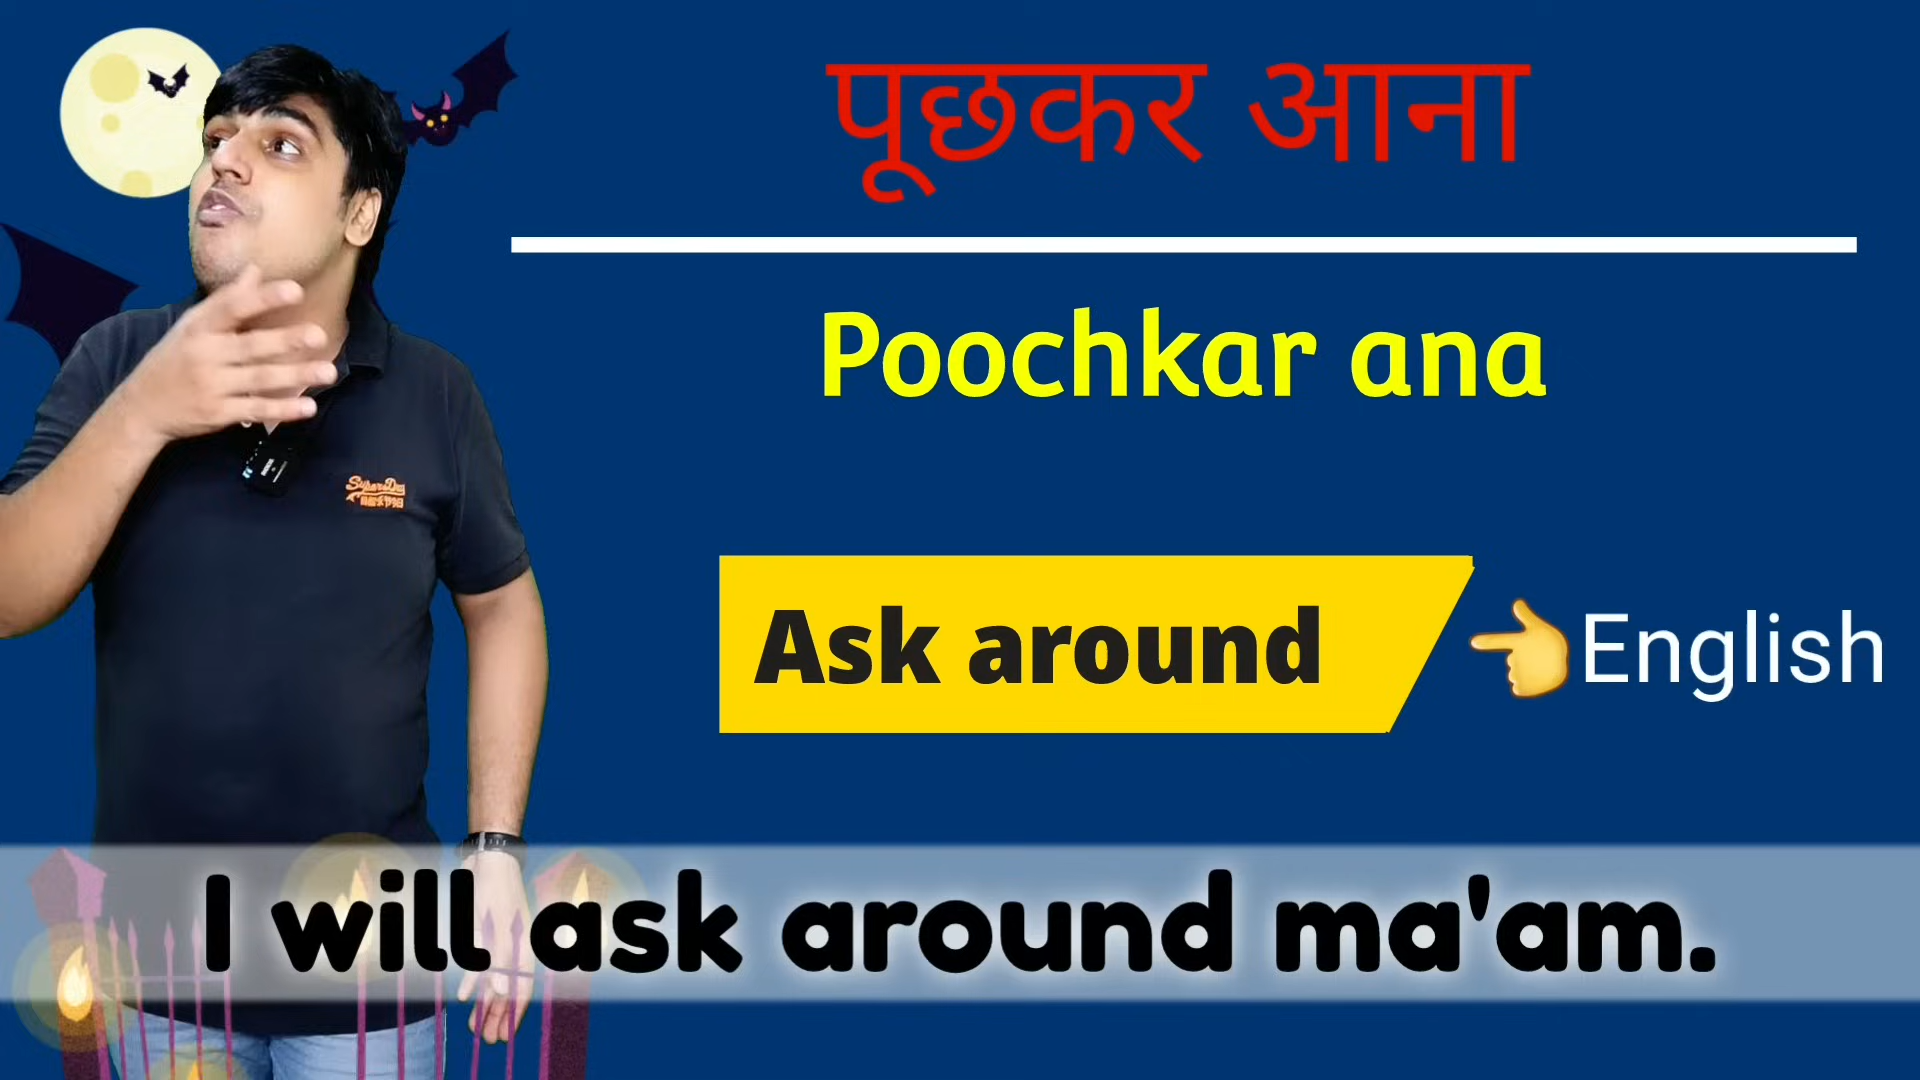 पूछकर आना
Poochkar ana
Ask around
👈English
I will ask around ma'am.